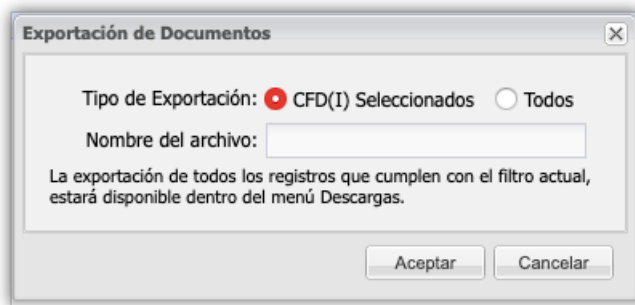 Exportación de Documentos
Tipo de Exportación: CFD(I) Seleccionados Todos
Nombre del archivo:
La exportación de todos los registros que cumplen con el filtro actual,
estará disponible dentro del menú Descargas.
Aceptar Cancelar